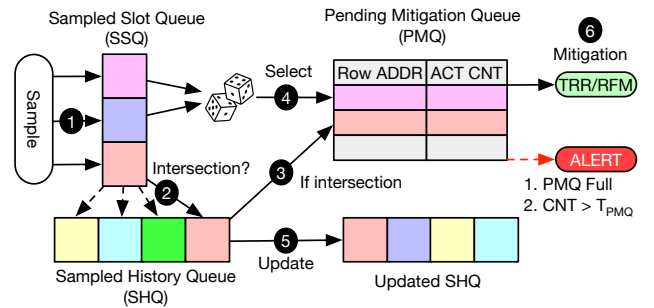 Sampled Slot Queue
(SSQ)
Pending Mitigation Queue
(PMQ)
6
Mitigation
Sample
1
Select
4
Row ADDR
ACT CNT
TRR/RFM
Intersection?
2
3
If intersection
ALERT
1. PMQ Full
2. CNT > TPMQ
5
Update
Sampled History Queue
(SHQ)
Updated SHQ